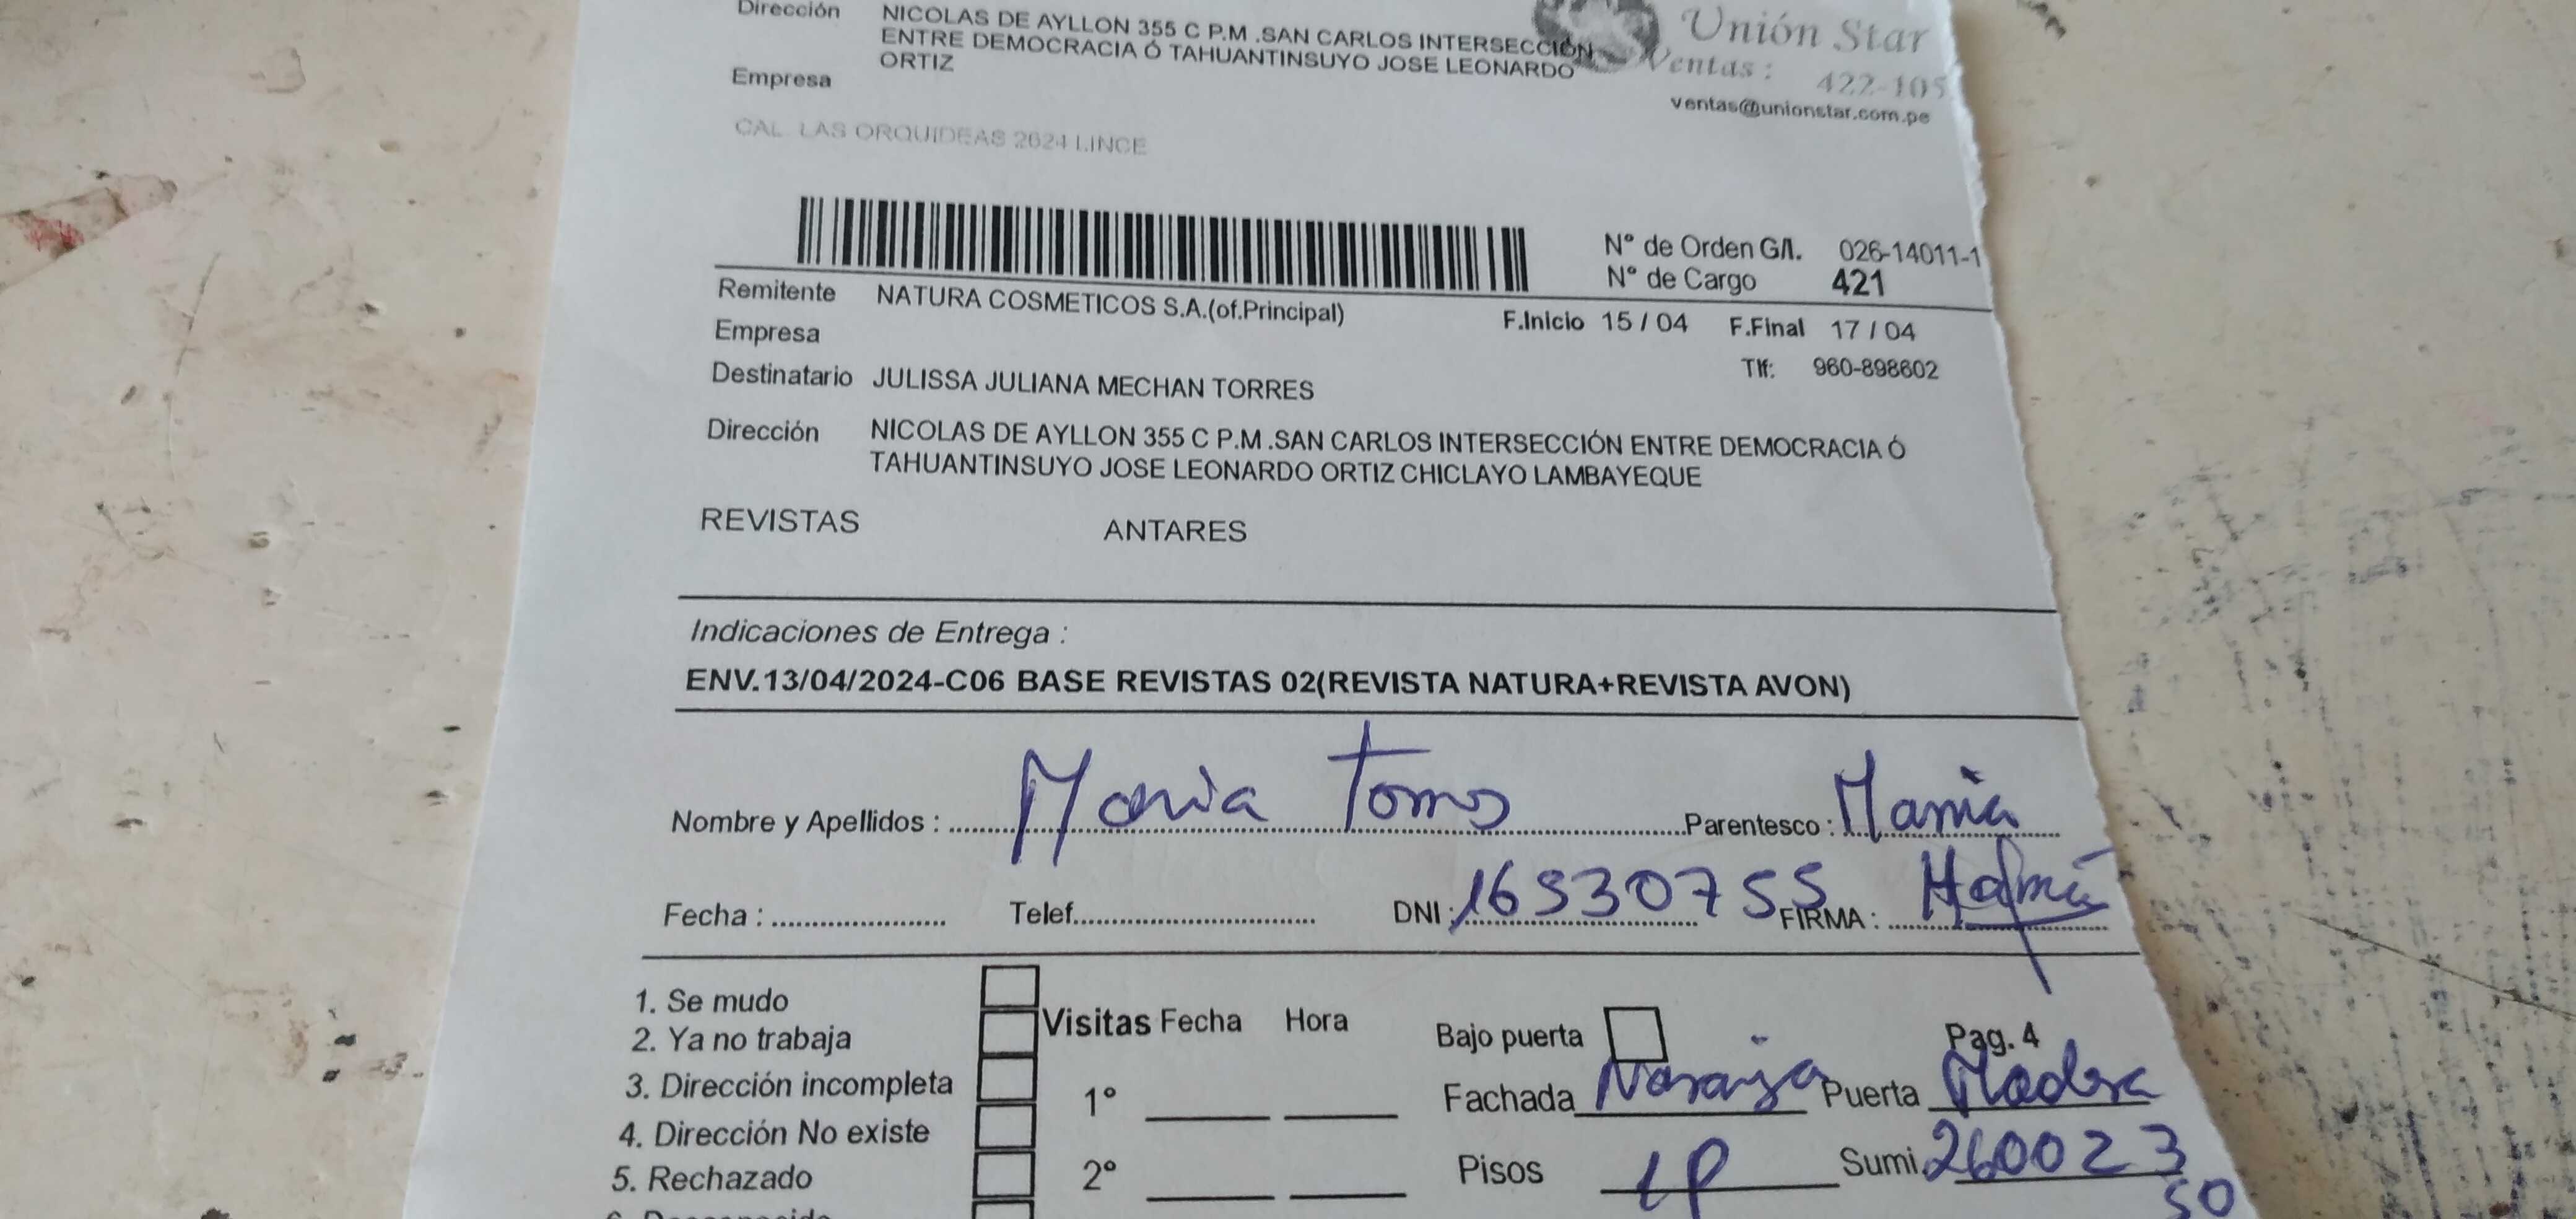 Dirección NICOLAS DE AYLLON 355 C P.M .SAN CARLOS INTERSECCIÓN
ENTRE DEMOCRACIA Ó TAHUANTINSUYO JOSE LEONARDO
ORTIZ
Empresa
Unión Star
Ventas : 422-105
ventas@unionstar.com.pe
CAL. LAS ORQUIDEAS 2624 LINCE
N° de Orden G/I. 026-14011-1
N° de Cargo 421
Remitente NATURA COSMETICOS S.A.(of.Principal)
Empresa F.Inicio 15 / 04 F.Final 17 / 04
Destinatario JULISSA JULIANA MECHAN TORRES Tlf: 960-898602
Dirección NICOLAS DE AYLLON 355 C P.M .SAN CARLOS INTERSECCIÓN ENTRE DEMOCRACIA Ó
TAHUANTINSUYO JOSE LEONARDO ORTIZ CHICLAYO LAMBAYEQUE
REVISTAS ANTARES
Indicaciones de Entrega :
ENV.13/04/2024-C06 BASE REVISTAS 02(REVISTA NATURA+REVISTA AVON)
Nombre y Apellidos : Maria Torres Parentesco :
Fecha : Telef. DNI : 16530755 FIRMA :
1. Se mudo
2. Ya no trabaja
3. Dirección incompleta
4. Dirección No existe
5. Rechazado
Visitas Fecha Hora
1°
2°
Bajo puerta Pag. 4
Fachada Naranja Puerta Madera
Pisos 1P Sumi 260023
50